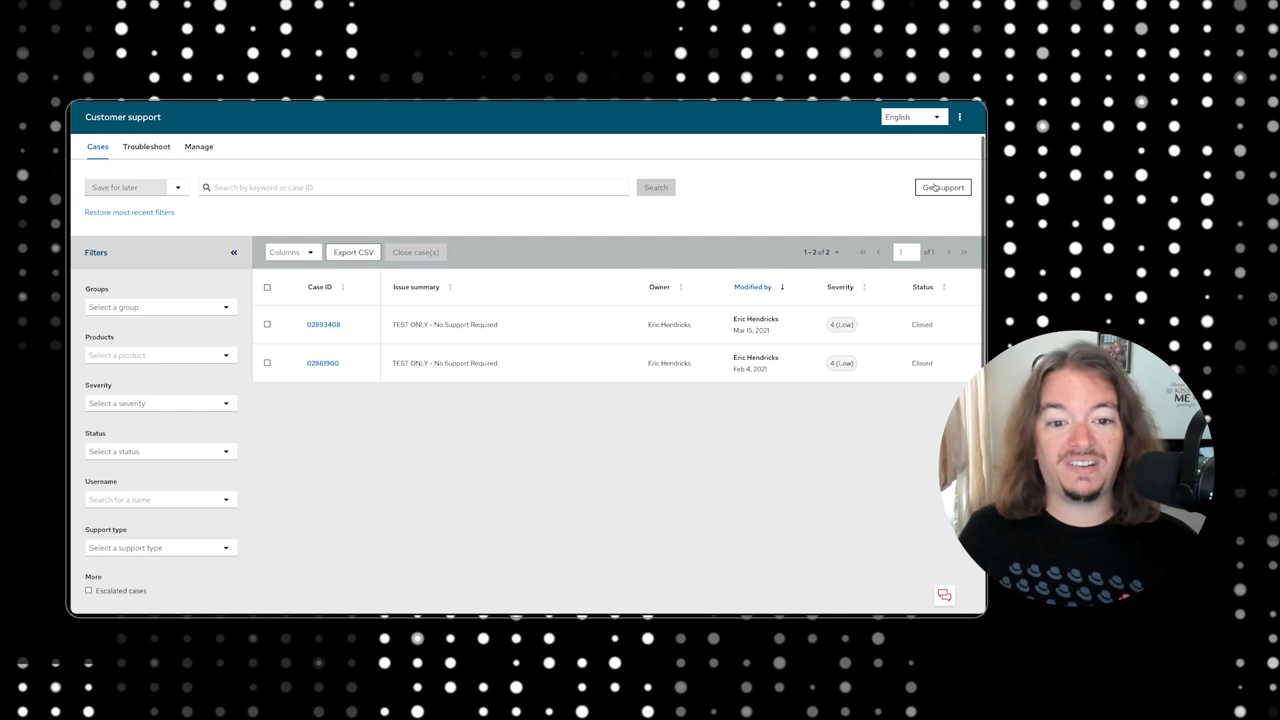 Customer support
English
Cases Troubleshoot Manage
Save for later Search by keyword or case ID Search Get support
Restore most recent filters
Filters Columns Export CSV Close case(s) 1 - 2 of 2 1 of 1
Groups
Select a group
Products
Select a product
Severity
Select a severity
Status
Select a status
Username
Search for a name
Support type
Select a support type
More
Escalated cases
Case ID Issue summary Owner Modified by Severity Status
02893408 TEST ONLY - No Support Required Eric Hendricks Eric Hendricks Mar 15, 2021 4 (Low) Closed
02861900 TEST ONLY - No Support Required Eric Hendricks Eric Hendricks Feb 4, 2021 4 (Low) Closed
KISS
ME